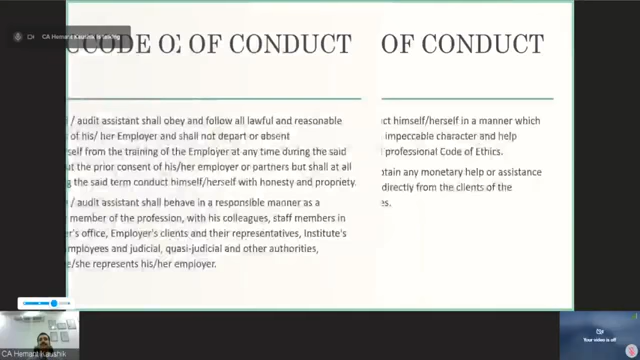 CA Hemant Kaushik is talking
CODE O OF CONDUCT
OF CONDUCT
/ audit assistant shall obey and follow all lawful and reasonable
of his/ her Employer and shall not depart or absent
self from the training of the Employer at any time during the said
ut the prior consent of his/her employer or partners but shall at all
g the said term conduct himself/herself with honesty and propriety.
/ audit assistant shall behave in a responsible manner as a
member of the profession, with his colleagues, staff members in
er's office, Employer's clients and their representatives, Institute's
mployees and judicial, quasi-judicial and other authorities,
e/she represents his/her employer.
ct himself/herself in a manner which
impeccable character and help
professional Code of Ethics.
tain any monetary help or assistance
directly from the clients of the
es.
CA Hemant Kaushik
Your video is off